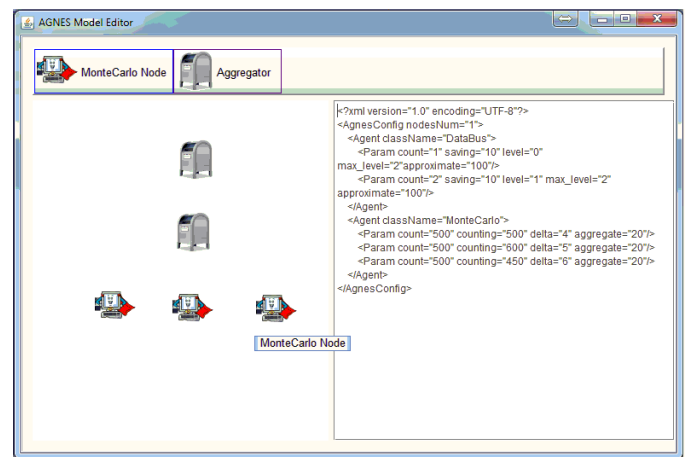 AGNES Model Editor
MonteCarlo Node
Aggregator
<?xml version="1.0" encoding="UTF-8"?>
<AgnesConfig nodesNum="1">
<Agent className="DataBus">
<Param count="1" saving="10" level="0"
max_level="2"approximate="100"/>
<Param count="2" saving="10" level="1" max_level="2"
approximate="100"/>
</Agent>
<Agent className="MonteCarlo">
<Param count="500" counting="500" delta="4" aggregate="20"/>
<Param count="500" counting="600" delta="5" aggregate="20"/>
<Param count="500" counting="450" delta="6" aggregate="20"/>
</Agent>
</AgnesConfig>
MonteCarlo Node